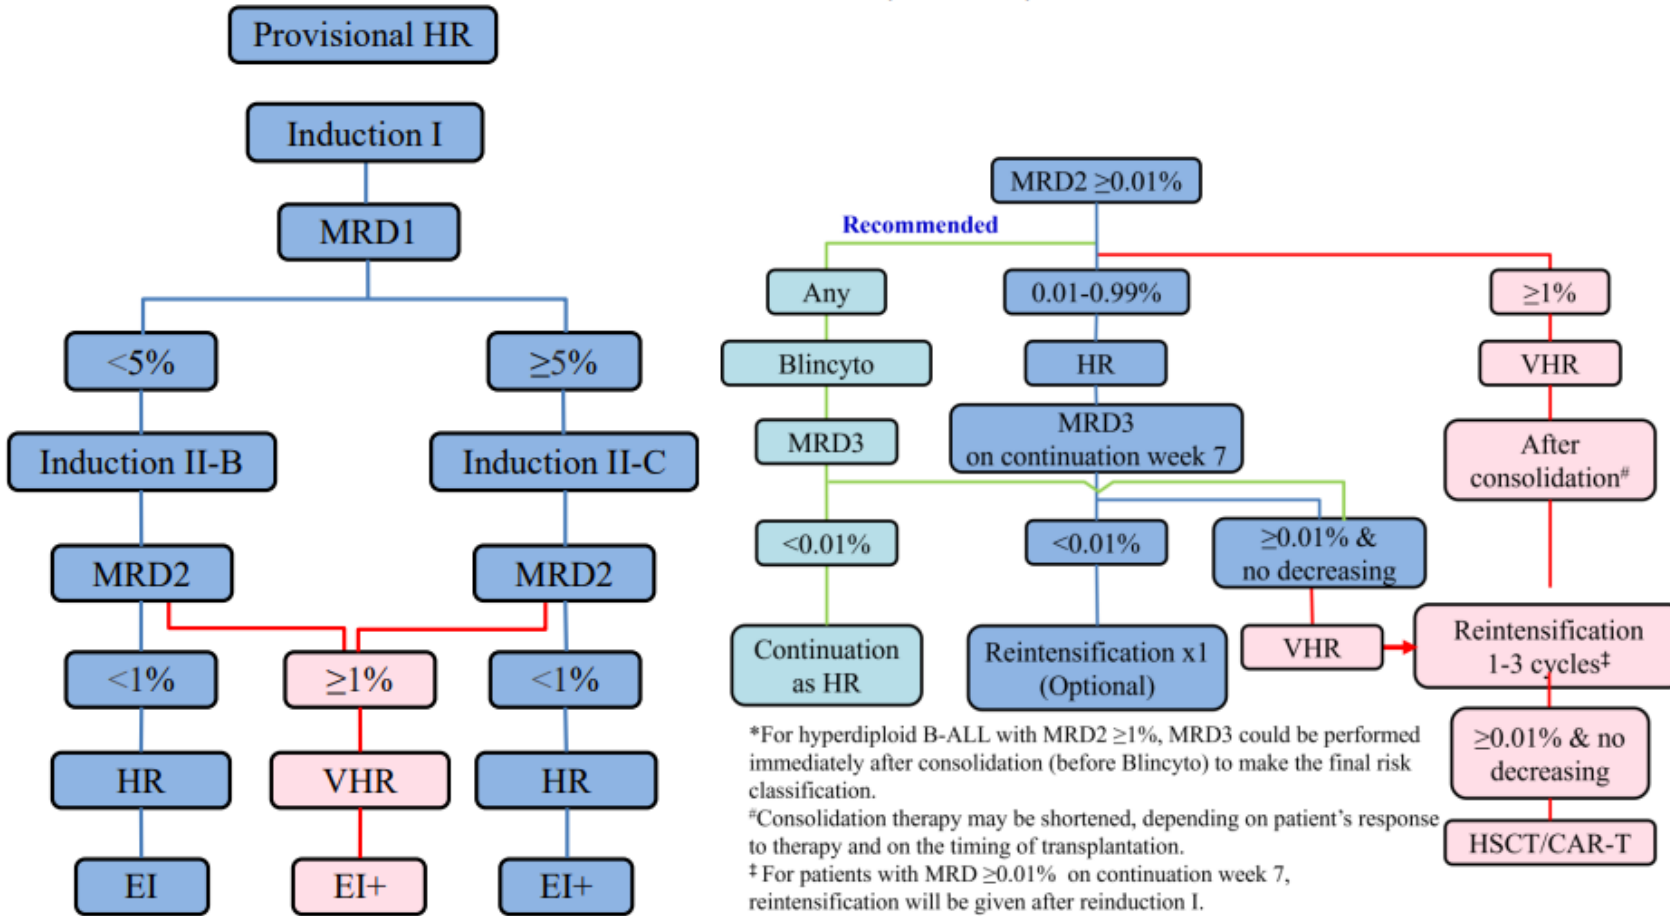 Provisional HR
Induction I
MRD1
<5%
≥5%
Induction II-B
Induction II-C
MRD2
MRD2
<1%
≥1%
<1%
HR
VHR
HR
EI
EI+
EI+
MRD2 ≥0.01%
Recommended
Any
0.01-0.99%
≥1%
Blincyto
HR
VHR
MRD3
MRD3
on continuation week 7
After
consolidation#
<0.01%
<0.01%
≥0.01% &
no decreasing
Continuation
as HR
Reintensification x1
(Optional)
VHR
Reintensification
1-3 cycles‡
≥0.01% & no
decreasing
HSCT/CAR-T
*For hyperdiploid B-ALL with MRD2 ≥1%, MRD3 could be performed
immediately after consolidation (before Blincyto) to make the final risk
classification.
#Consolidation therapy may be shortened, depending on patient's response
to therapy and on the timing of transplantation.
‡ For patients with MRD ≥0.01% on continuation week 7,
reintensification will be given after reinduction I.